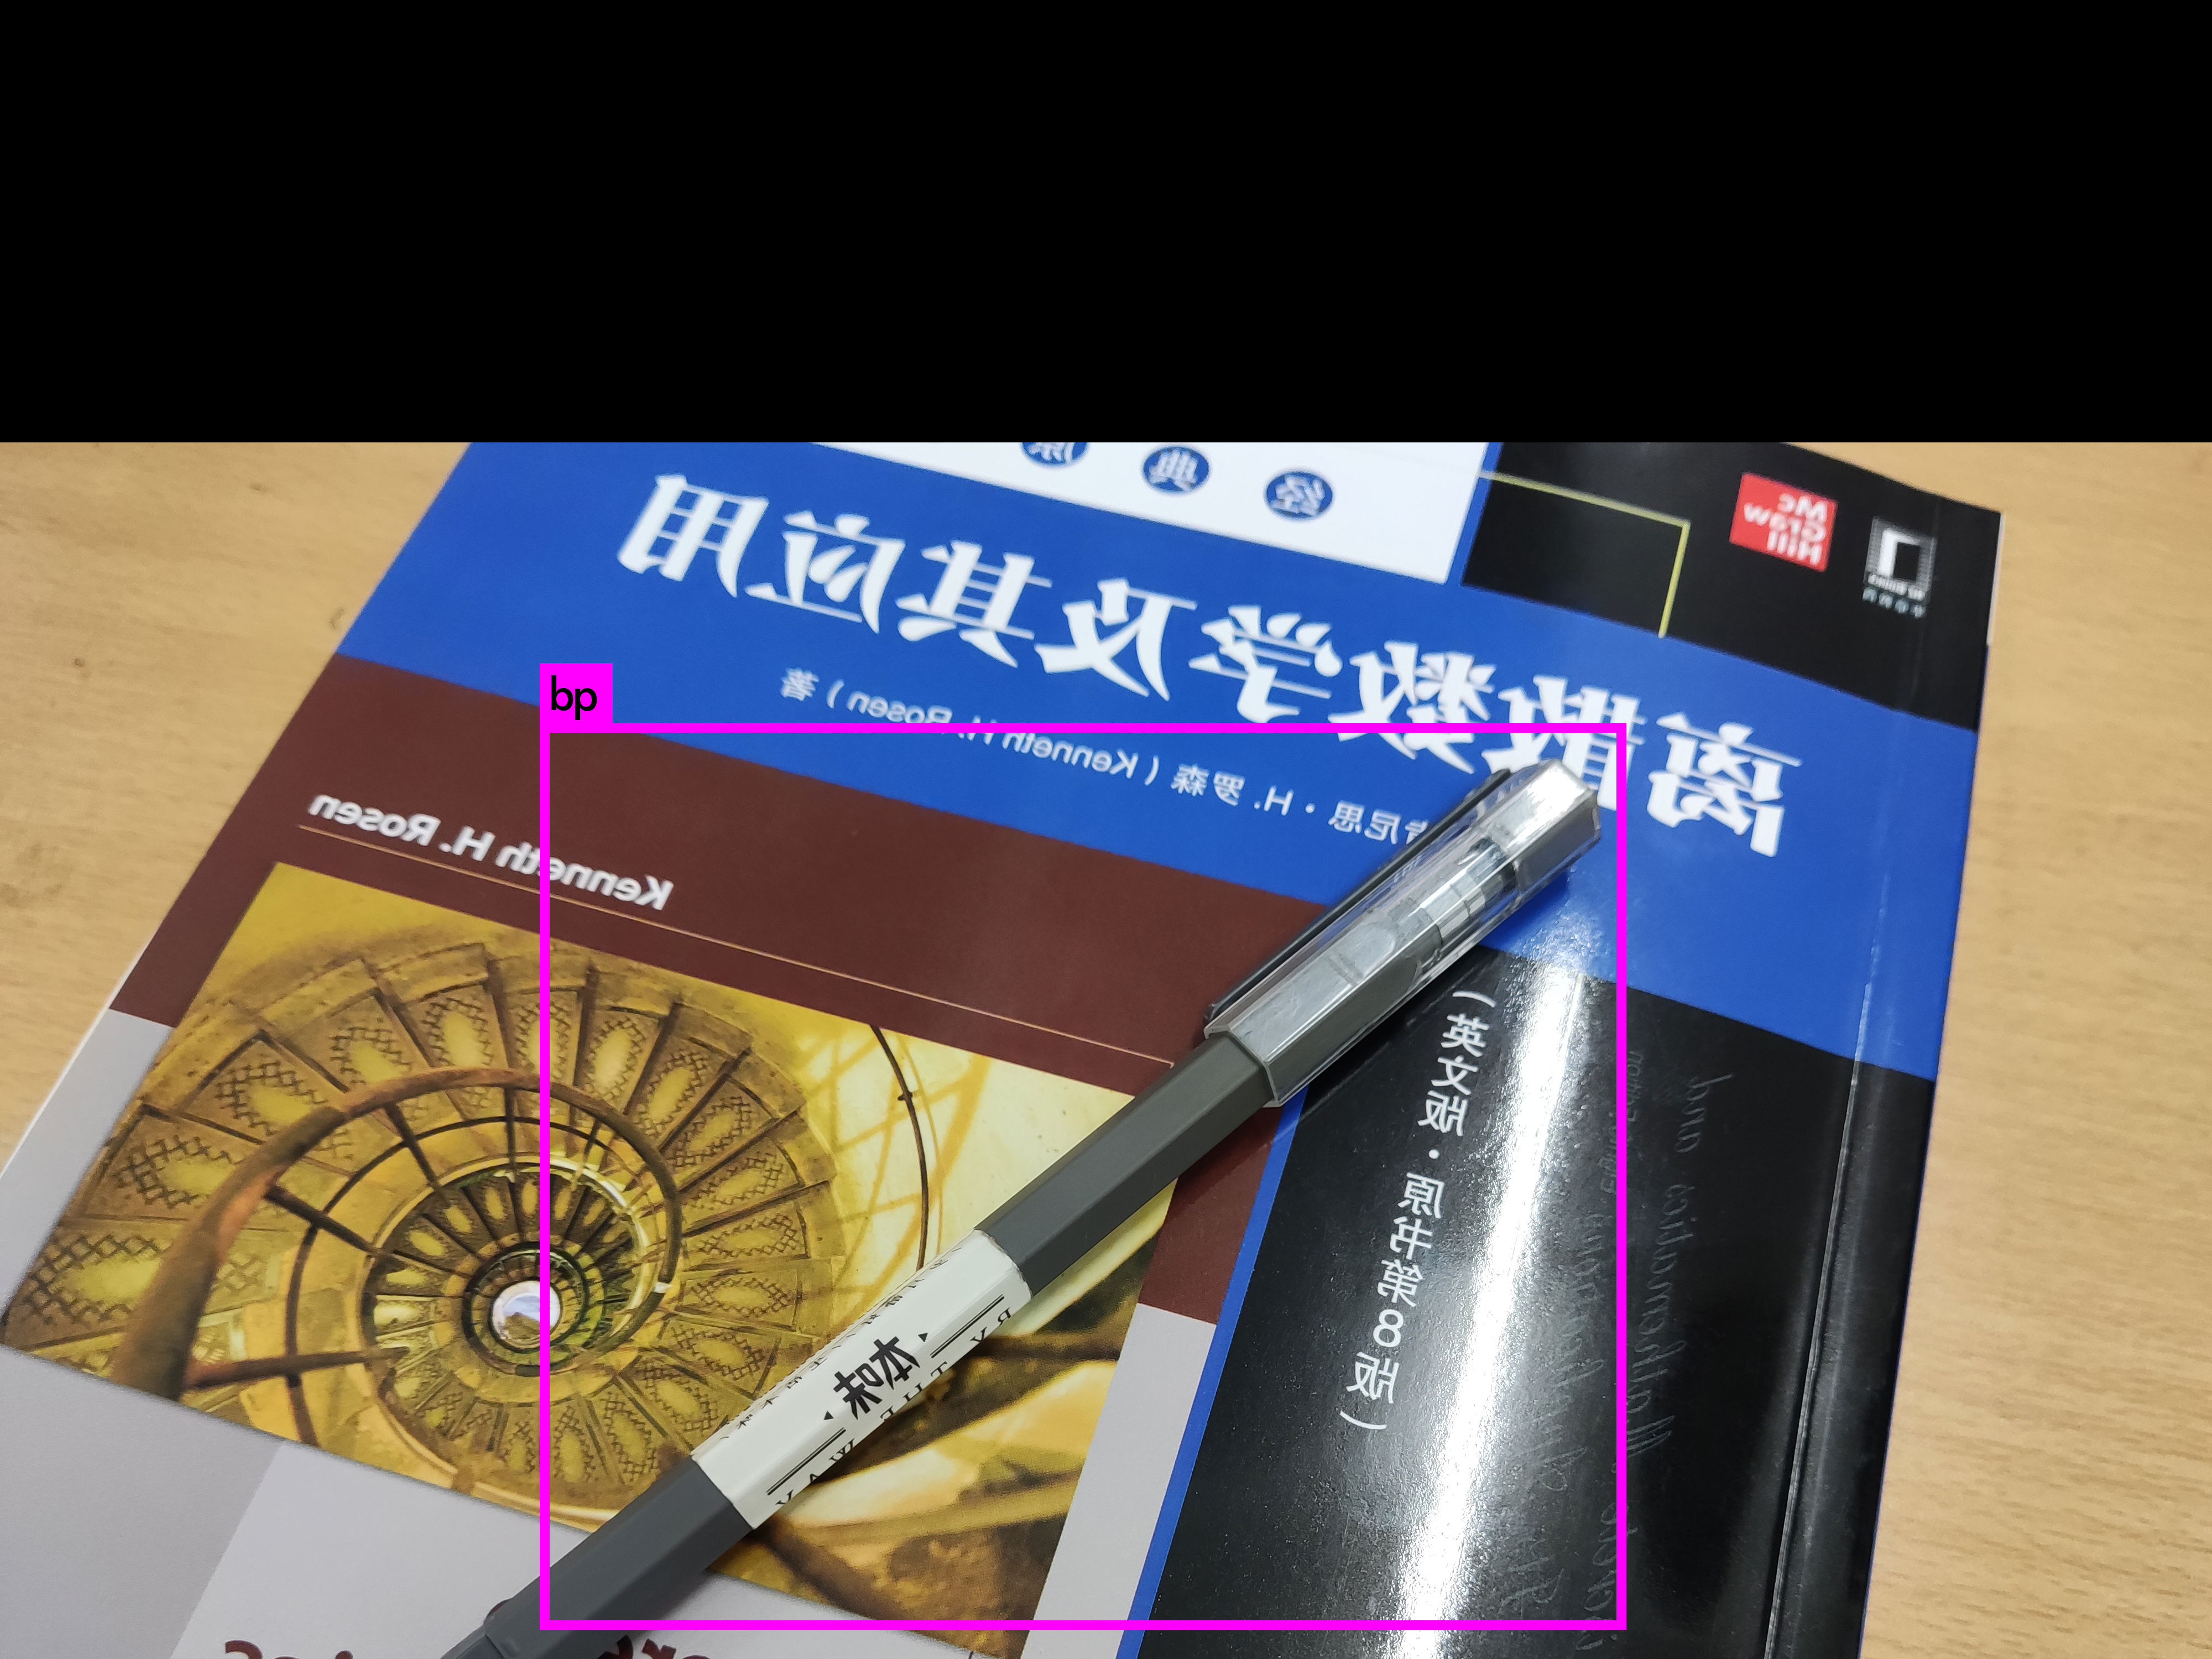 bp
经 典 原
Mc
Graw
Hill
离散数学及其应用
肯尼思·H. 罗森 ( Kenneth H. Rosen ) 著
Kenneth H. Rosen
( 英文版·原书第8版 )
本味
BY THE WAY
Mathematics and